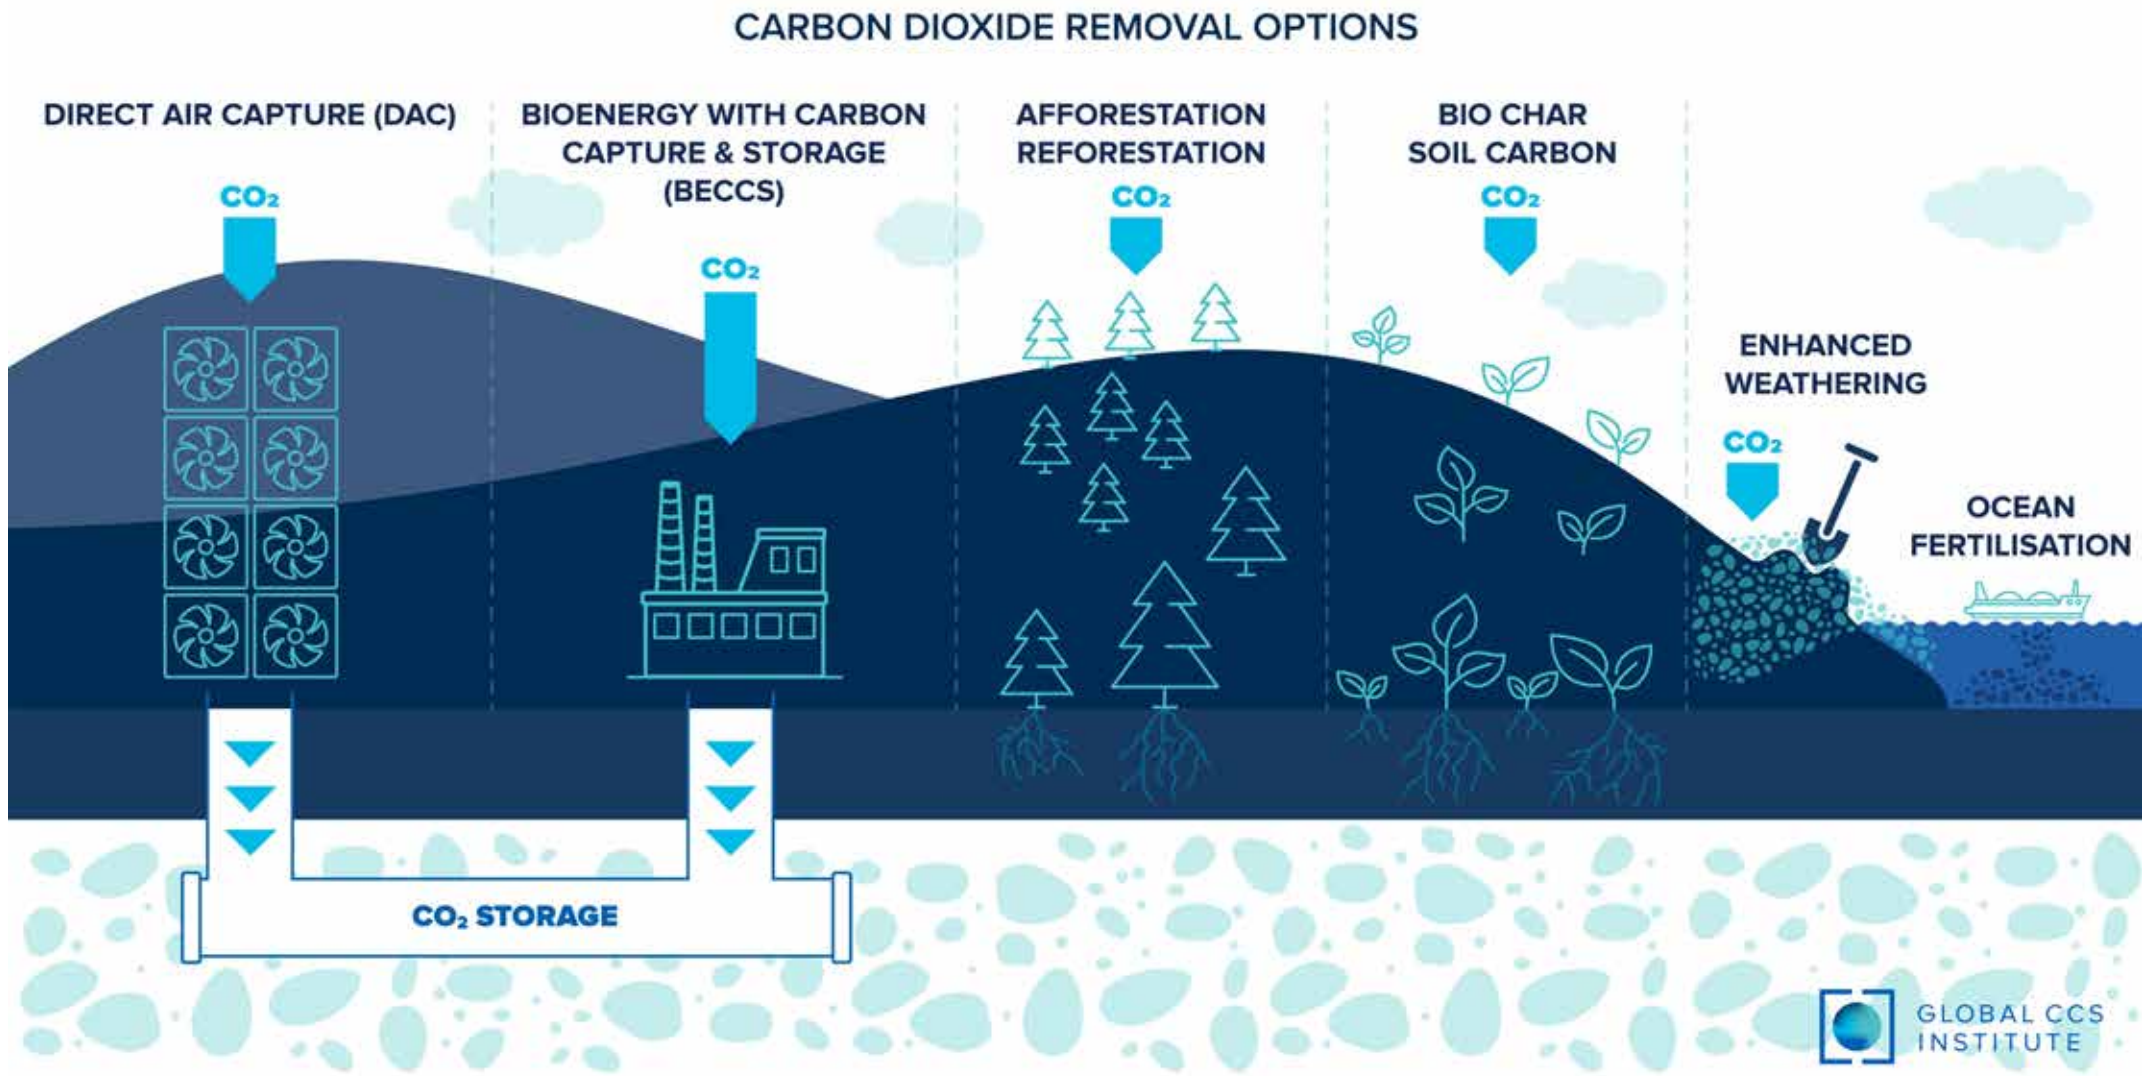 CARBON DIOXIDE REMOVAL OPTIONS
DIRECT AIR CAPTURE (DAC)
CO₂
BIOENERGY WITH CARBON
CAPTURE & STORAGE
(BECCS)
CO₂
AFFORESTATION
REFORESTATION
CO₂
BIO CHAR
SOIL CARBON
CO₂
ENHANCED
WEATHERING
CO₂
OCEAN
FERTILISATION
CO₂ STORAGE
GLOBAL CCS
INSTITUTE